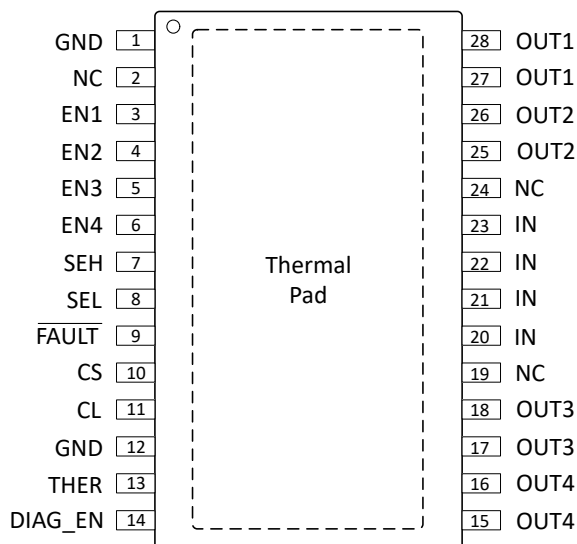 GND 1 28 OUT1
NC 2 27 OUT1
EN1 3 26 OUT2
EN2 4 25 OUT2
EN3 5 24 NC
EN4 6 23 IN
SEH 7 22 IN
Thermal
Pad
SEL 8 21 IN
FAULT 9 20 IN
CS 10 19 NC
CL 11 18 OUT3
GND 12 17 OUT3
THER 13 16 OUT4
DIAG_EN 14 15 OUT4